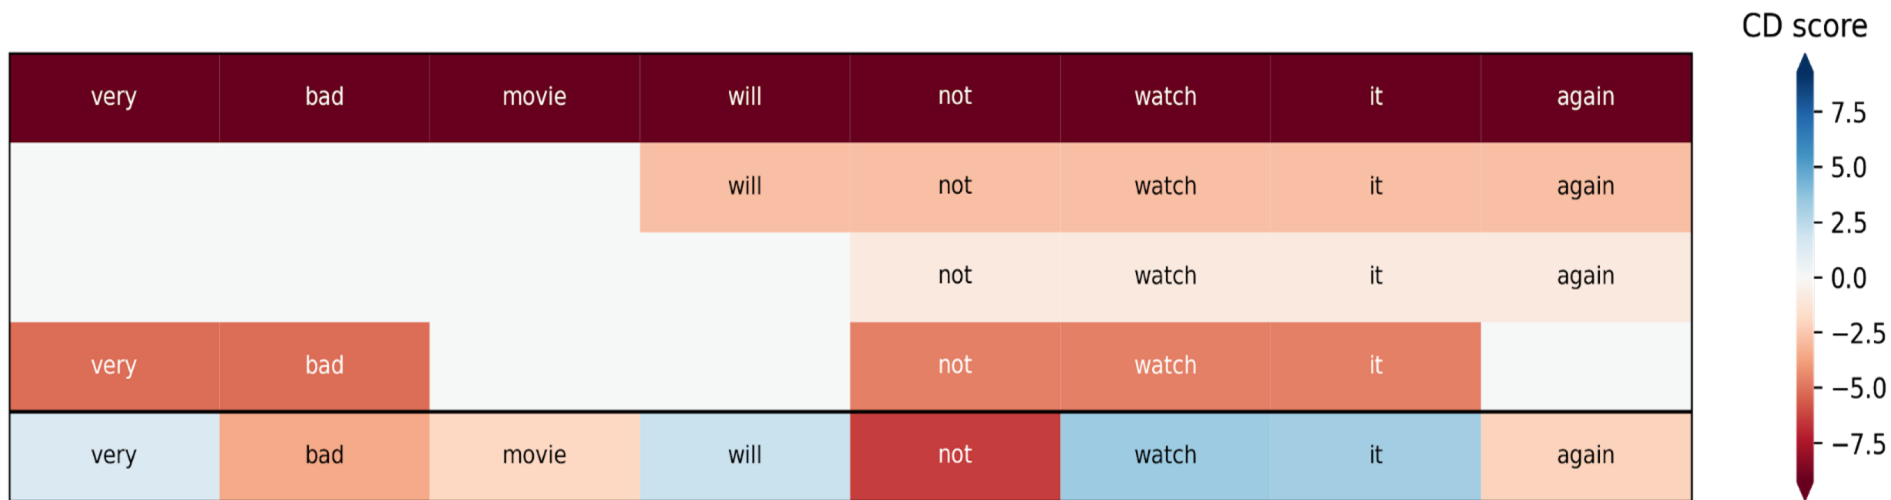 CD score
very bad movie will not watch it again
will not watch it again
not watch it again
very bad not watch it
very bad movie will not watch it again
7.5
5.0
2.5
0.0
−2.5
−5.0
−7.5